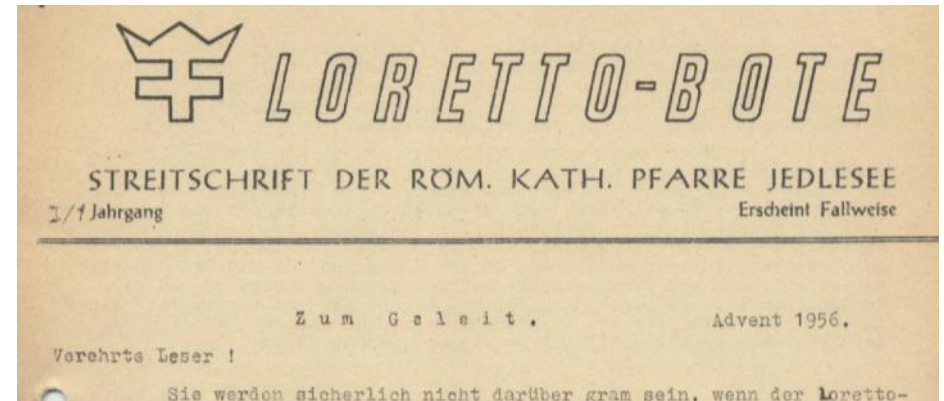 LORETTO-BOTE
STREITSCHRIFT DER RÖM. KATH. PFARRE JEDLESEE
I/1 Jahrgang Erscheint Fallweise
Zum Geleit. Advent 1956.
Verehrte Leser !
Sie werden sicherlich nicht darüber gram sein, wenn der Loretto-